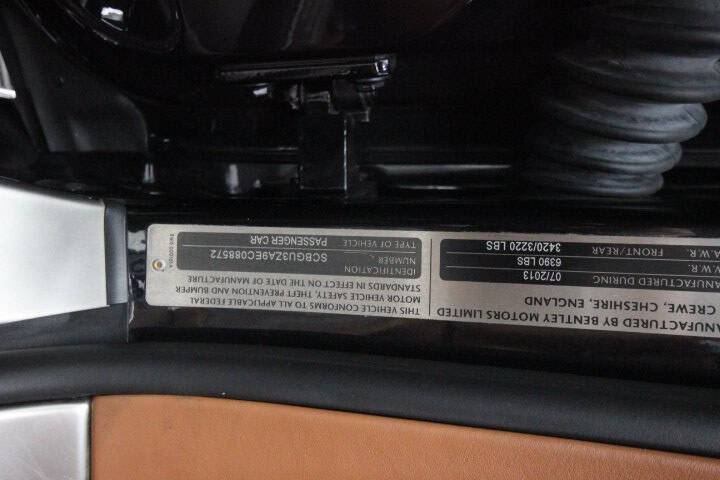 MANUFACTURED BY BENTLEY MOTORS LIMITED
CREWE, CHESHIRE, ENGLAND
MANUFACTURED DURING 07/2013
.V.W.R. 6390 LBS
A.W.R. FRONT/REAR 3420/3220 LBS
THIS VEHICLE CONFORMS TO ALL APPLICABLE FEDERAL
MOTOR VEHICLE SAFETY, THEFT PREVENTION AND BUMPER
STANDARDS IN EFFECT ON THE DATE OF MANUFACTURE
IDENTIFICATION
NUMBER SCBGU3ZA9EC088572
TYPE OF VEHICLE PASSENGER CAR